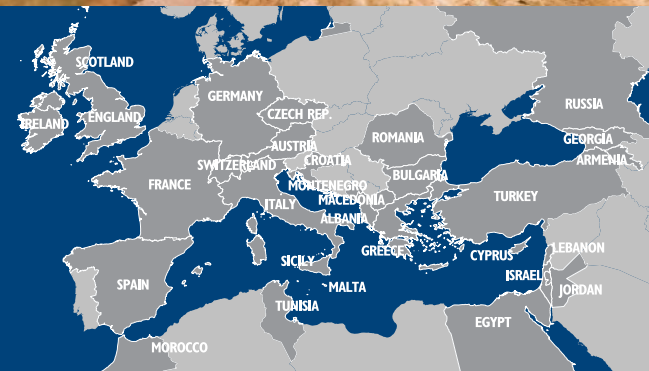 SCOTLAND
IRELAND
ENGLAND
GERMANY
CZECH REP.
AUSTRIA
SWITZERLAND
CROATIA
FRANCE
MONTENEGRO
ITALY
MACEDONIA
ALBANIA
ROMANIA
BULGARIA
RUSSIA
GEORGIA
ARMENIA
TURKEY
SPAIN
SICILY
GREECE
CYPRUS
LEBANON
ISRAEL
JORDAN
MALTA
TUNISIA
EGYPT
MOROCCO